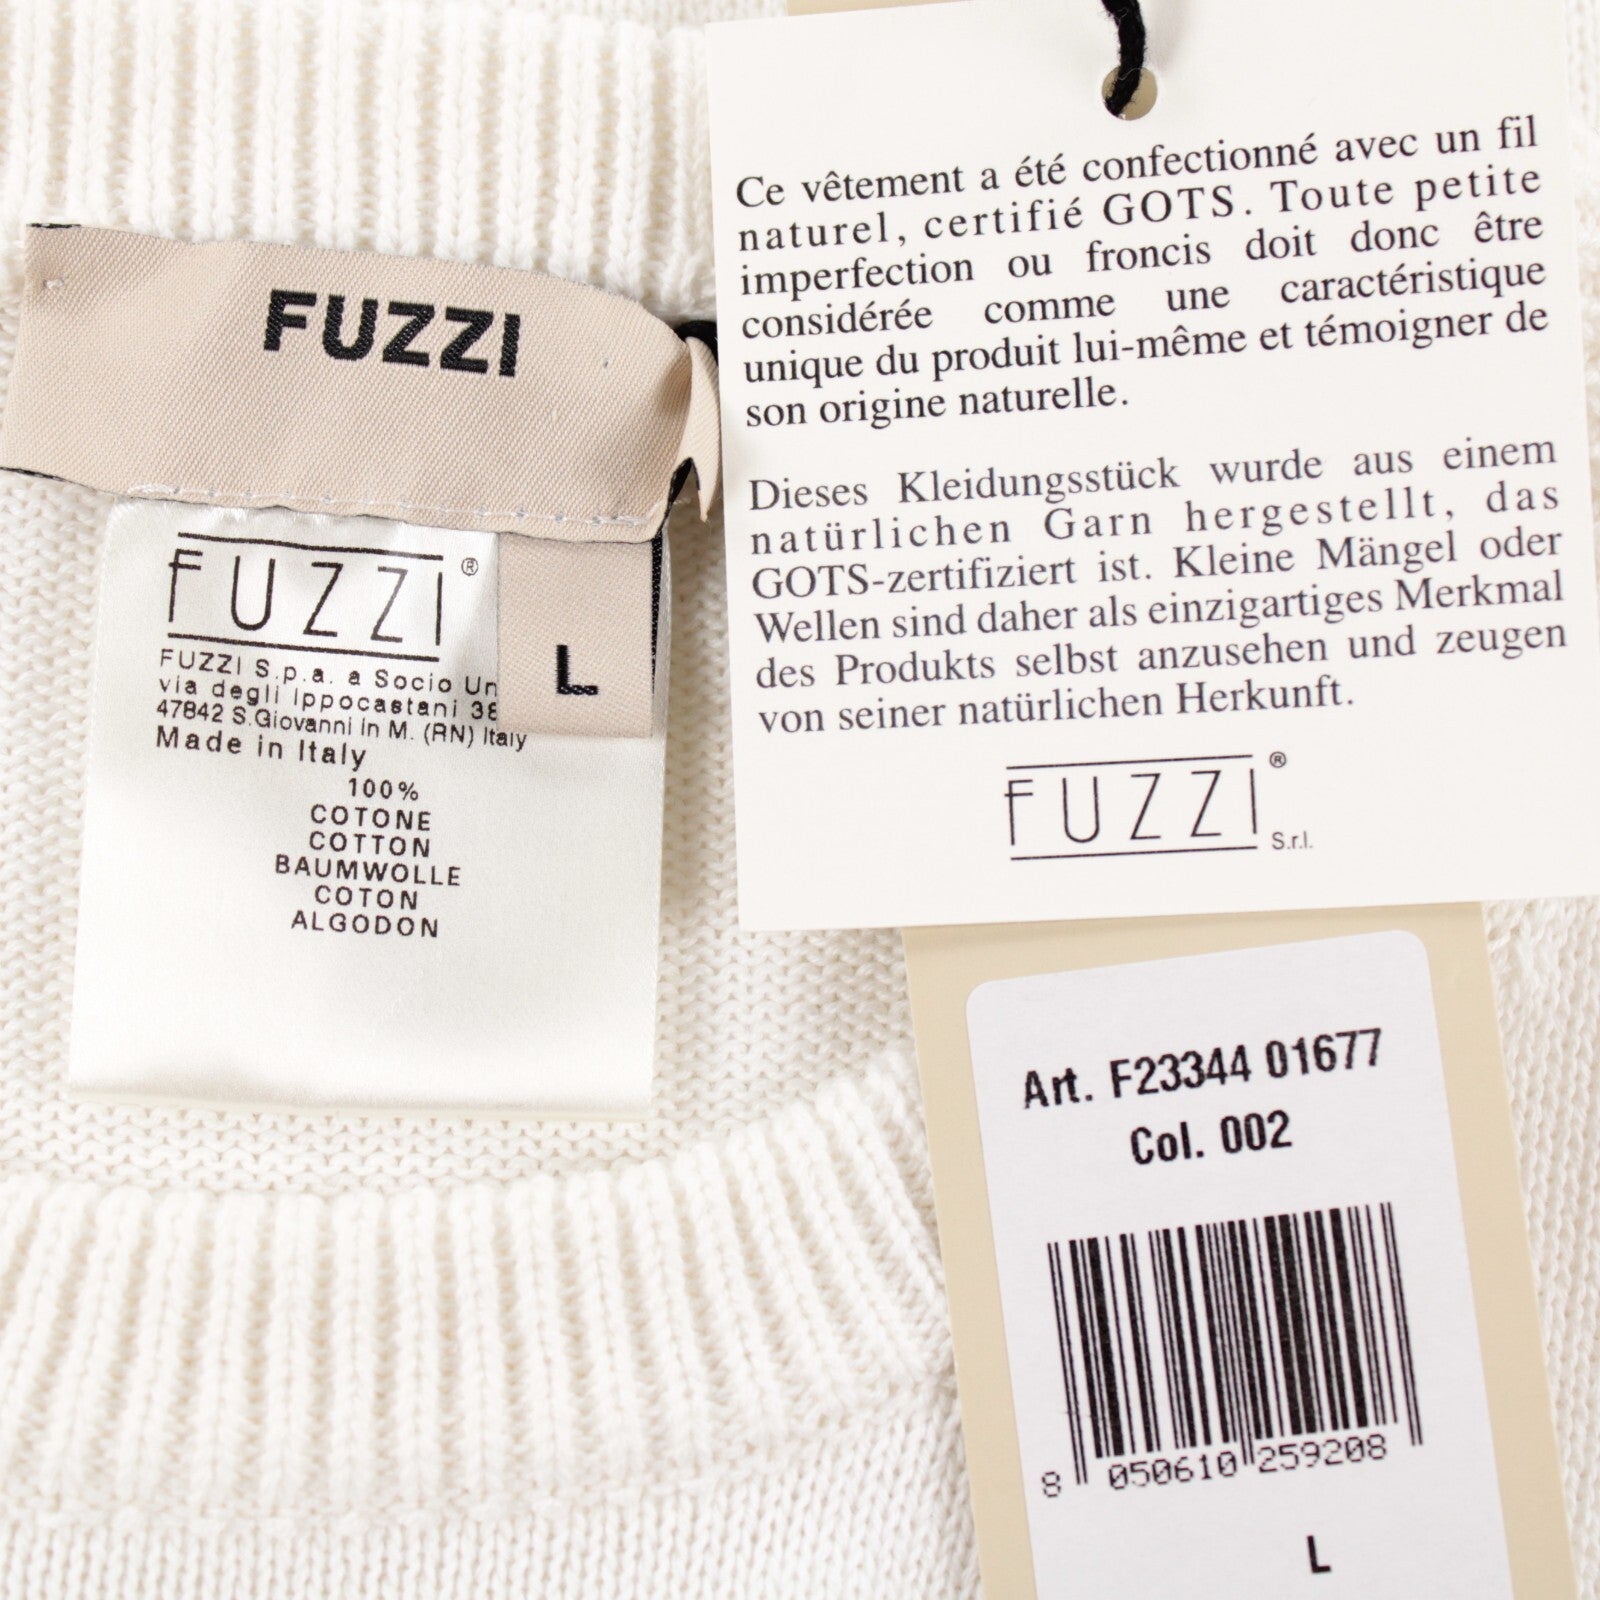 FUZZI
FUZZI®
FUZZI S.p.a. a Socio
via degli Ippocastani
47842 S.Giovanni in M. (RN) Italy
Made in Italy
100%
COTONE
COTTON
BAUMWOLLE
COTON
ALGODON
L
Ce vêtement a été confectionné avec un fil
naturel, certifié GOTS. Toute petite
imperfection ou froncis doit donc être
considérée comme une caractéristique
unique du produit lui-même et témoigner de
son origine naturelle.
Dieses Kleidungsstück wurde aus einem
natürlichen Garn hergestellt, das
GOTS-zertifiziert ist. Kleine Mängel oder
Wellen sind daher als einzigartiges Merkmal
des Produkts selbst anzusehen und zeugen
von seiner natürlichen Herkunft.
FUZZI®
S.r.l.
Art. F23344 01677
Col. 002
8 050610 259208
L